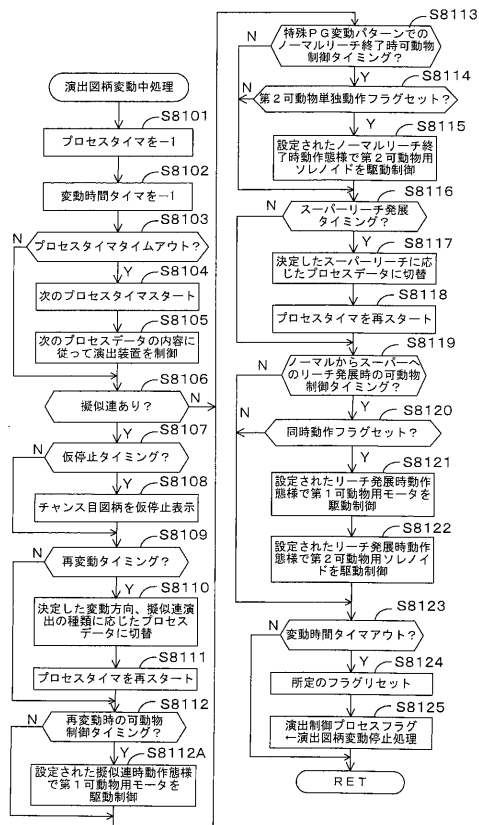 演出図柄変動中処理
S8101
プロセスタイマを－1
S8102
変動時間タイマを－1
S8103
N
プロセスタイマタイムアウト？
Y
S8104
次のプロセスタイマスタート
S8105
次のプロセスデータの内容に
従って演出装置を制御
S8106
擬似連あり？
N
Y
S8107
N
仮停止タイミング？
Y
S8108
チャンス目図柄を仮停止表示
S8109
N
再変動タイミング？
Y
S8110
決定した変動方向、擬似連演
出の種類に応じたプロセス
データに切替
S8111
プロセスタイマを再スタート
S8112
N
再変動時の可動物
制御タイミング？
Y
S8112A
設定された擬似連時動作態様
で第1可動物用モータを
駆動制御
S8113
N
特殊PG変動パターンでの
ノーマルリーチ終了時可動物
制御タイミング？
Y
S8114
N
第2可動物単独動作フラグセット？
Y
S8115
設定されたノーマルリーチ終
了時動作態様で第2可動物用
ソレノイドを駆動制御
S8116
N
スーパーリーチ発展
タイミング？
Y
S8117
決定したスーパーリーチに応
じたプロセスデータに切替
S8118
プロセスタイマを再スタート
S8119
ノーマルからスーパーへ
のリーチ発展時の可動物
制御タイミング？
N
Y
S8120
N
同時動作フラグセット？
Y
S8121
設定されたリーチ発展時動作
態様で第1可動物用モータを
駆動制御
S8122
設定されたリーチ発展時動作
態様で第2可動物用ソレノイ
ドを駆動制御
S8123
N
変動時間タイマアウト？
Y
S8124
所定のフラグリセット
S8125
演出制御プロセスフラグ
←演出図柄変動停止処理
RET